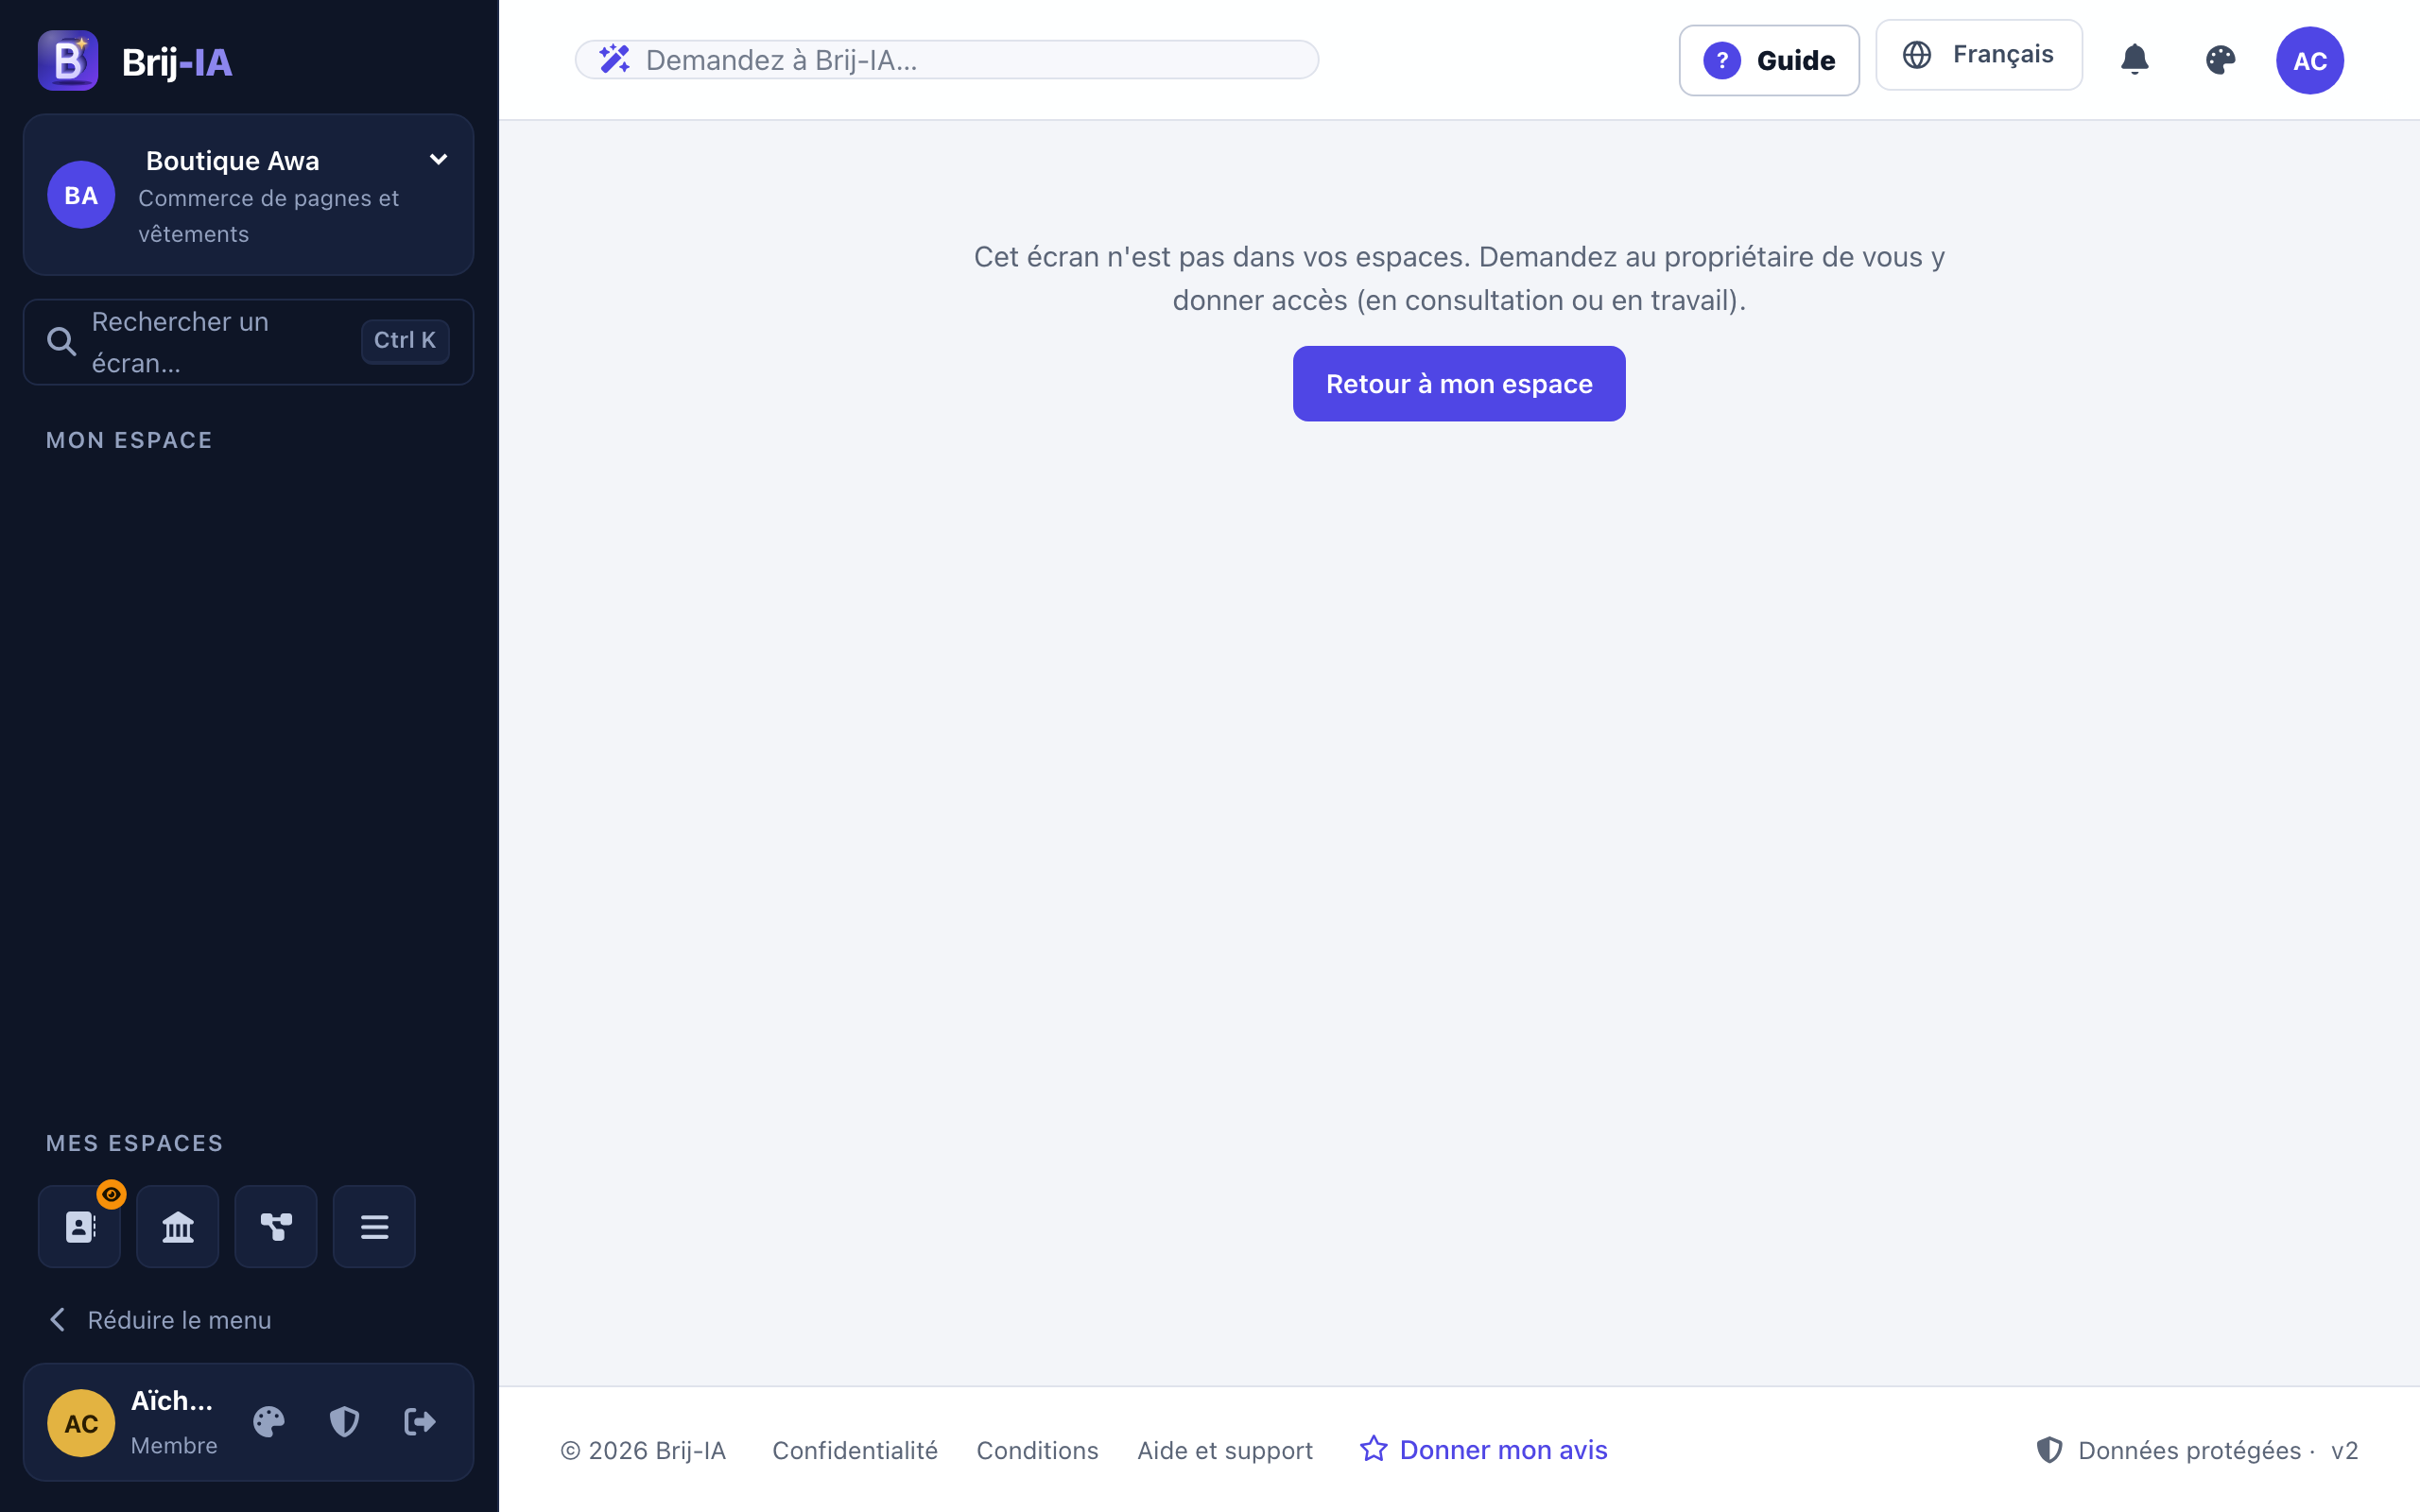 Brij-IA
BA
Boutique Awa
Commerce de pagnes et
vêtements
Rechercher un
écran...
Ctrl K
MON ESPACE
MES ESPACES
Réduire le menu
AC
Aïch...
Membre
Demandez à Brij-IA...
? Guide
Français
AC
Cet écran n'est pas dans vos espaces. Demandez au propriétaire de vous y
donner accès (en consultation ou en travail).
Retour à mon espace
© 2026 Brij-IA Confidentialité Conditions Aide et support Donner mon avis Données protégées · v2